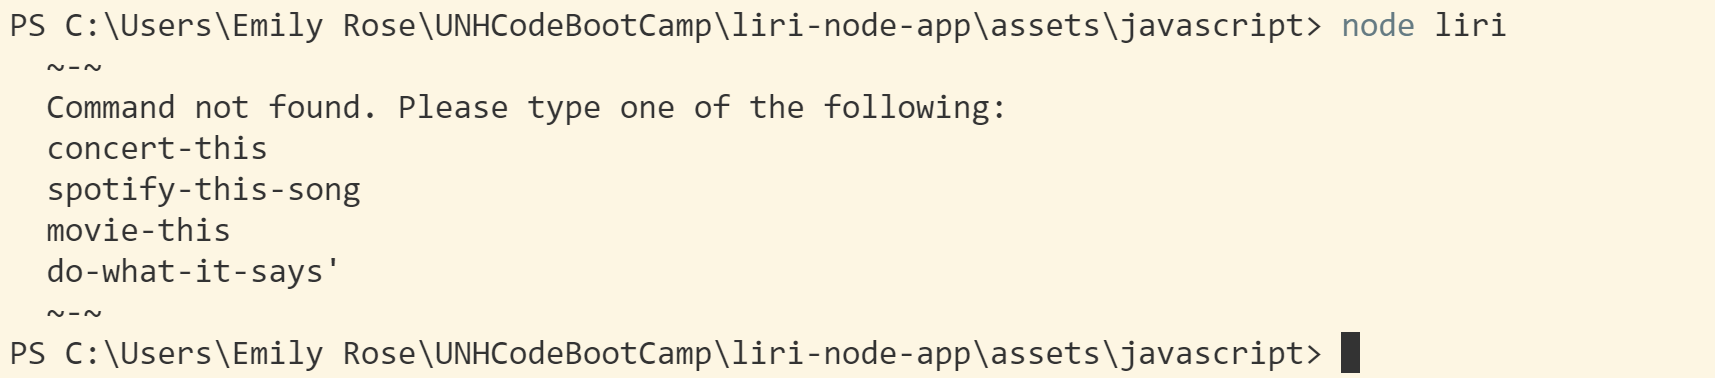 PS C:\Users\Emily Rose\UNHCodeBootCamp\liri-node-app\assets\javascript> node liri
~-~
Command not found. Please type one of the following:
concert-this
spotify-this-song
movie-this
do-what-it-says'
~-~
PS C:\Users\Emily Rose\UNHCodeBootCamp\liri-node-app\assets\javascript>